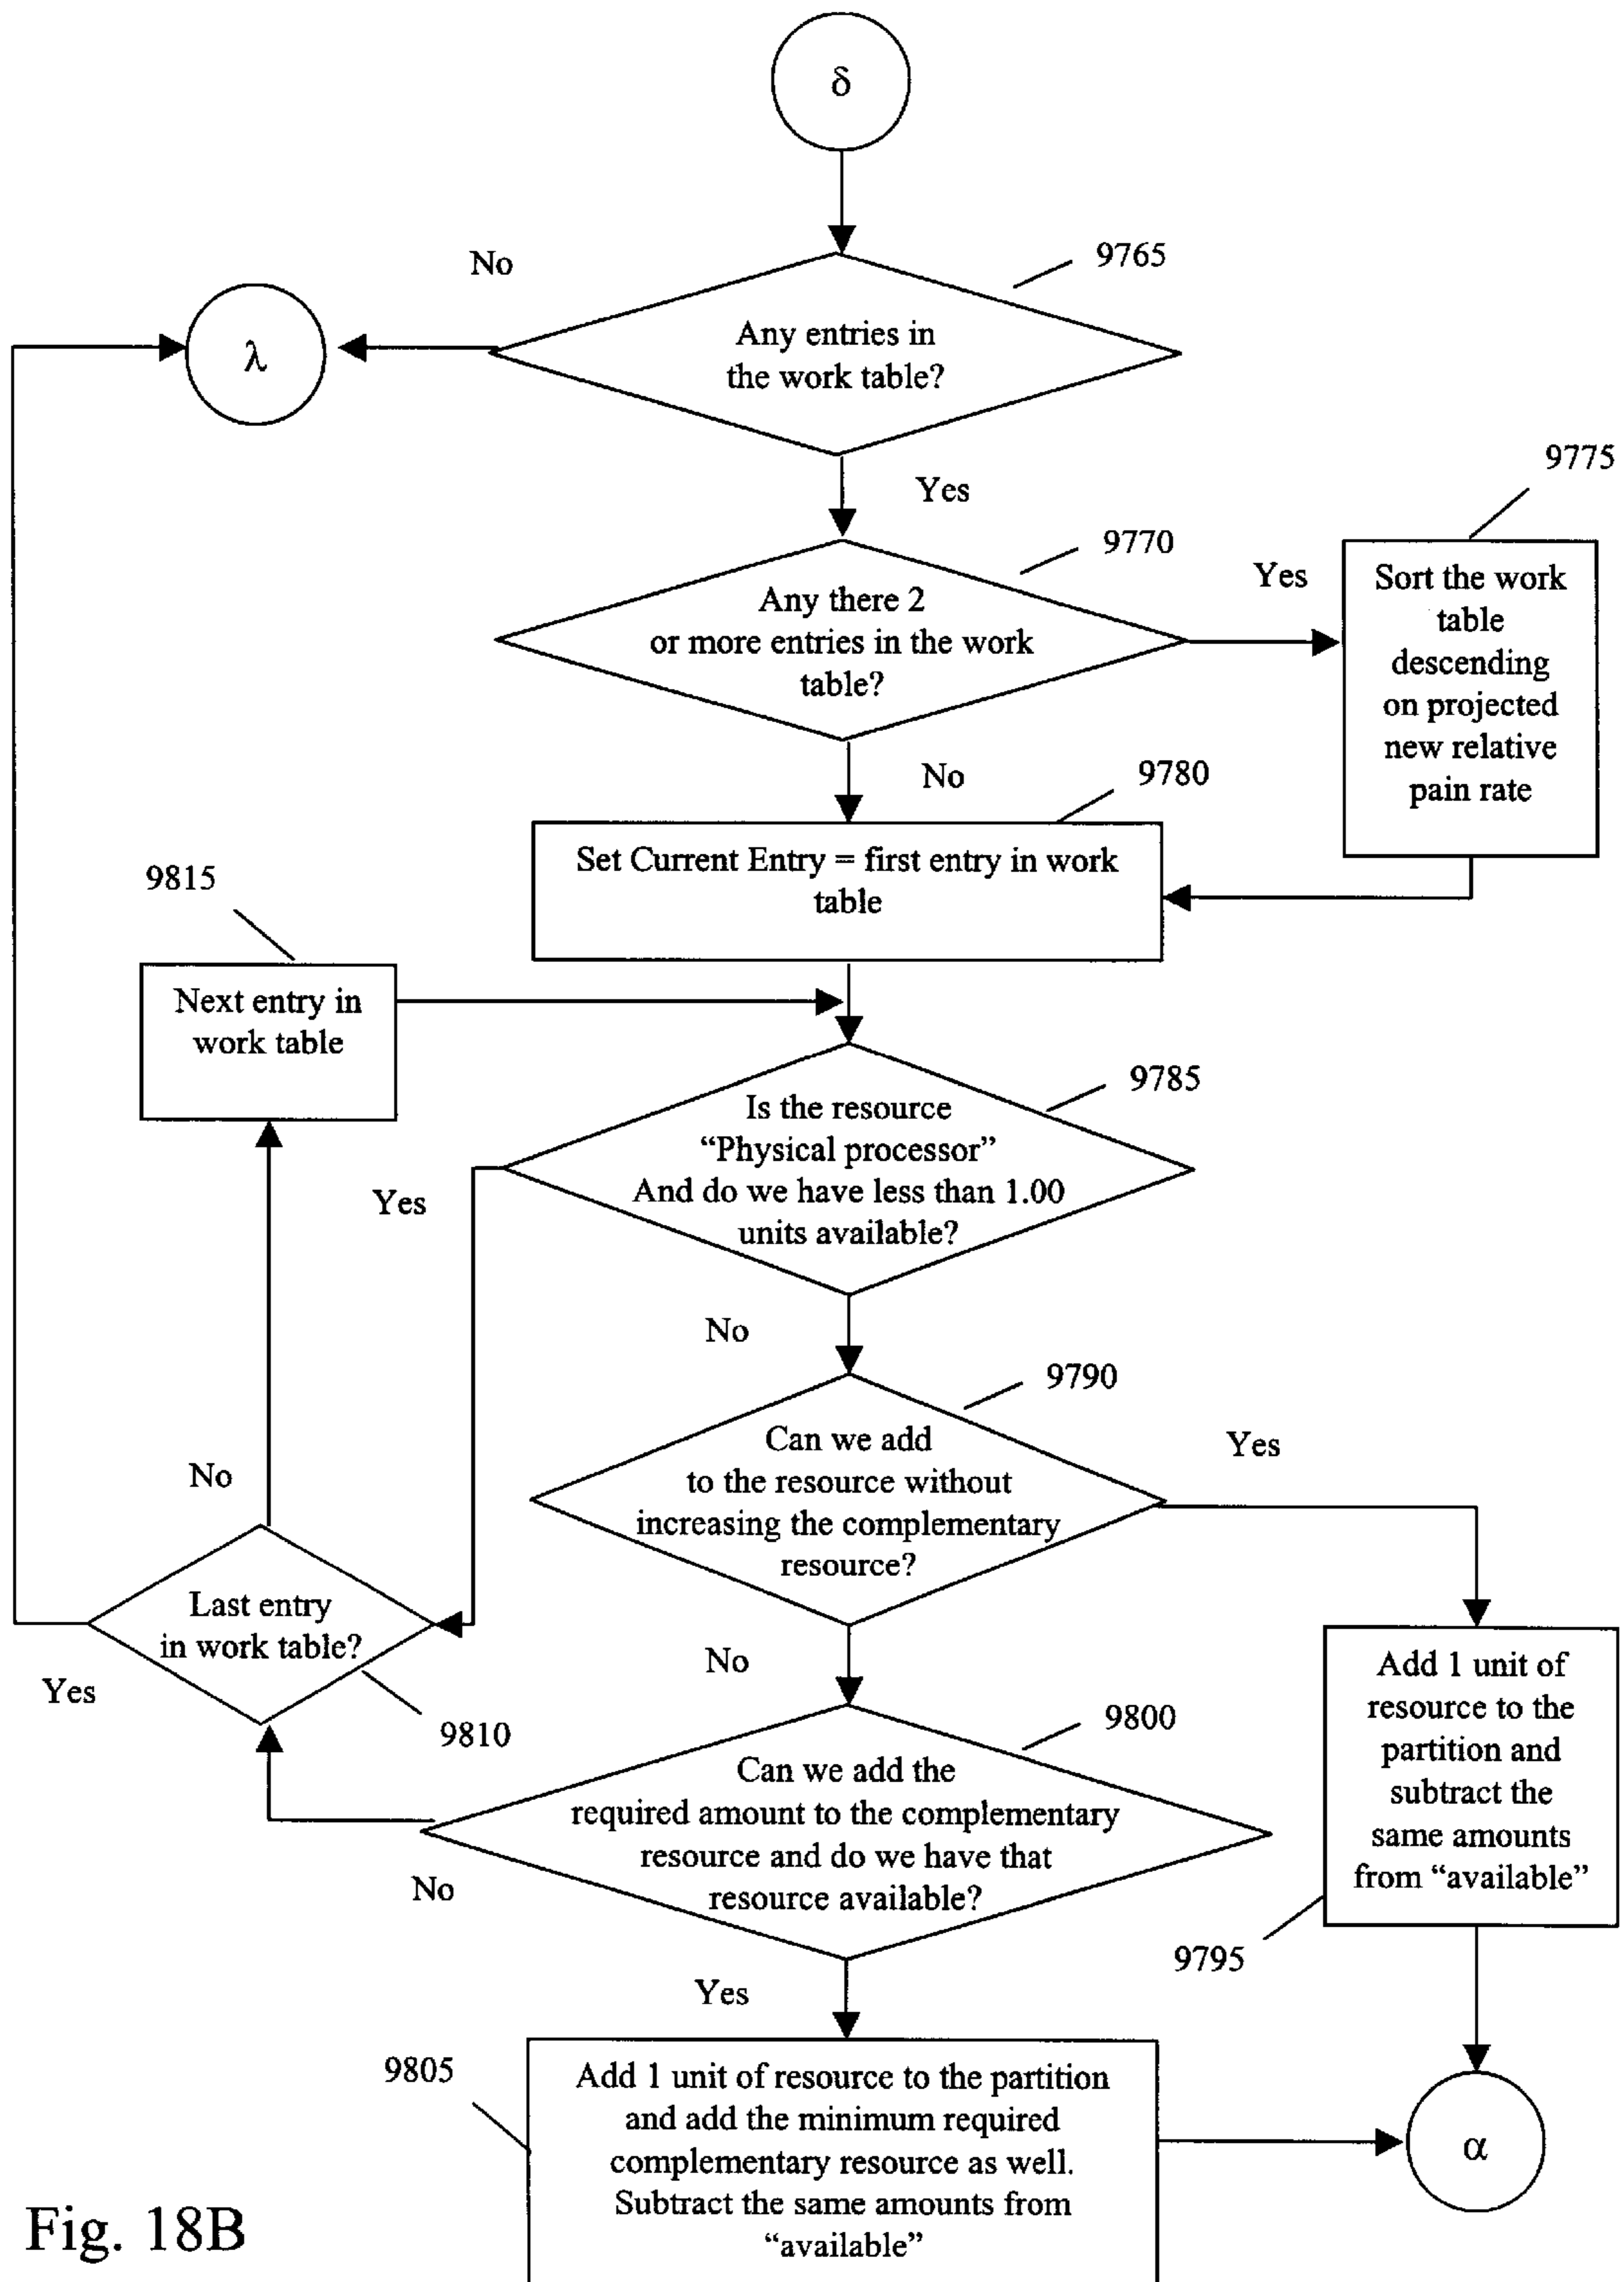 δ
No
9765
λ
Any entries in
the work table?
9775
Yes
9770
Yes
Any there 2
or more entries in the work
table?
Sort the work
table
descending
on projected
new relative
pain rate
No
9780
Set Current Entry = first entry in work
table
9815
Next entry in
work table
9785
Is the resource
“Physical processor”
And do we have less than 1.00
units available?
Yes
No
9790
Can we add
to the resource without
increasing the complementary
resource?
Yes
No
Last entry
in work table?
Yes
9810
No
9800
Can we add the
required amount to the complementary
resource and do we have that
resource available?
No
Add 1 unit of
resource to the
partition and
subtract the
same amounts
from “available”
9795
Yes
9805
Add 1 unit of resource to the partition
and add the minimum required
complementary resource as well.
Subtract the same amounts from
“available”
α
Fig. 18B